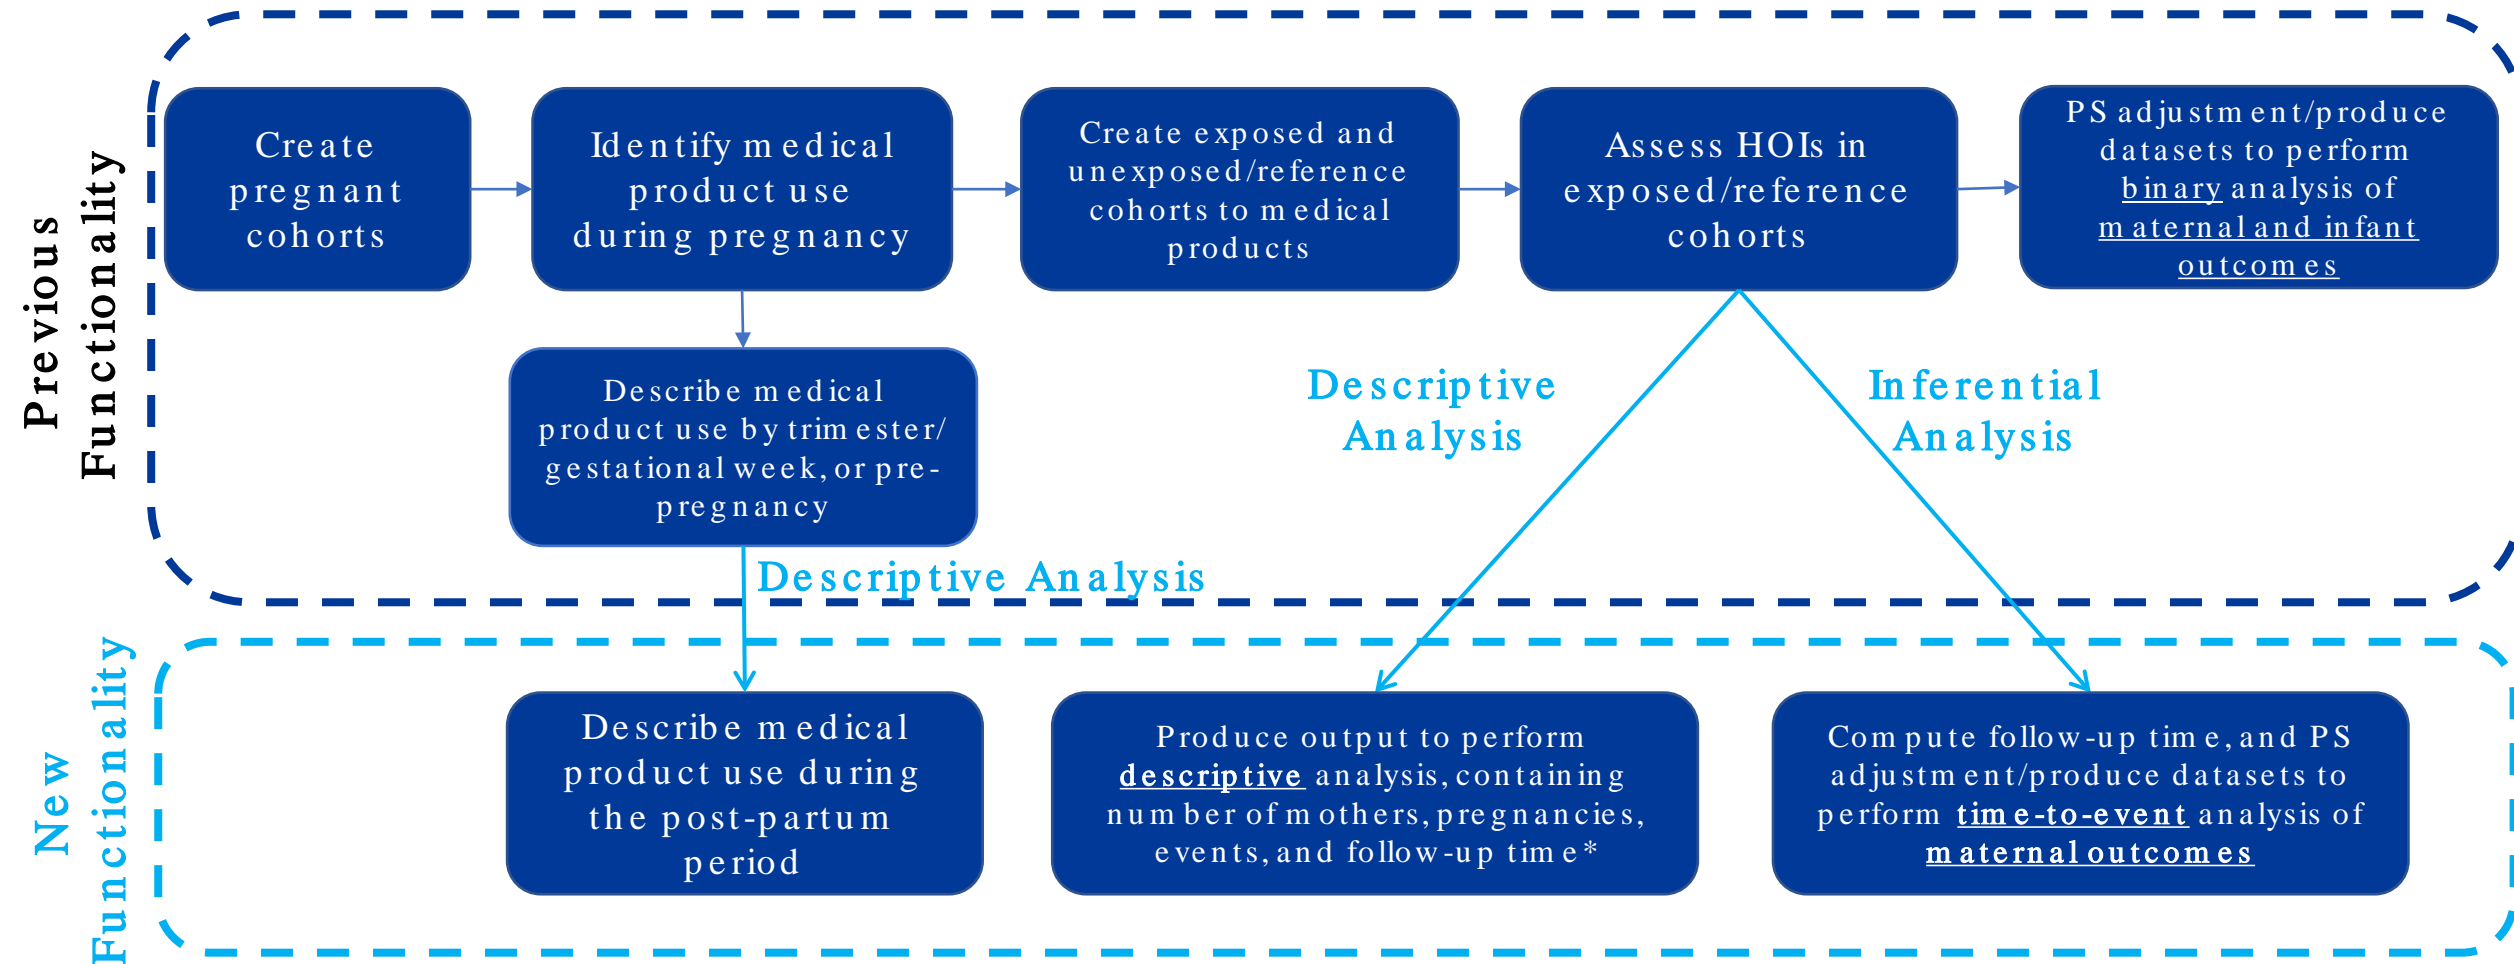 Previous
Functionality
Create
pregnant
cohorts
Identify medical
product use
during pregnancy
Create exposed and
unexposed/reference
cohorts to medical
products
Assess HOIs in
exposed/reference
cohorts
PS adjustment/produce
datasets to perform
binary analysis of
maternal and infant
outcomes
Describe medical
product use by trimester/
gestational week, or pre-
pregnancy
Descriptive
Analysis
Inferential
Analysis
Descriptive Analysis
New
Functionality
Describe medical
product use during
the post-partum
period
Produce output to perform
descriptive analysis, containing
number of mothers, pregnancies,
events, and follow-up time*
Compute follow-up time, and PS
adjustment/produce datasets to
perform time-to-event analysis of
maternal outcomes